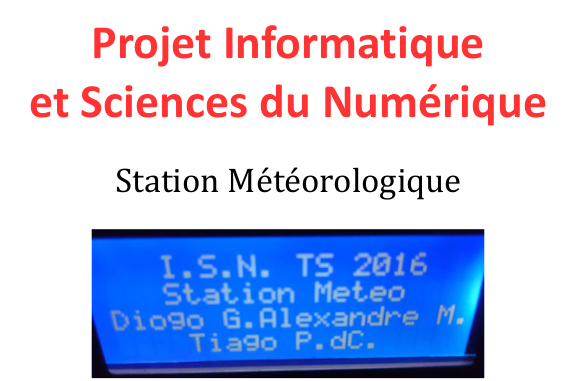 Projet Informatique
et Sciences du Numérique
Station Météorologique
I.S.N. TS 2016
Station Meteo
Diogo G.Alexandre M.
Tiago P.dC.